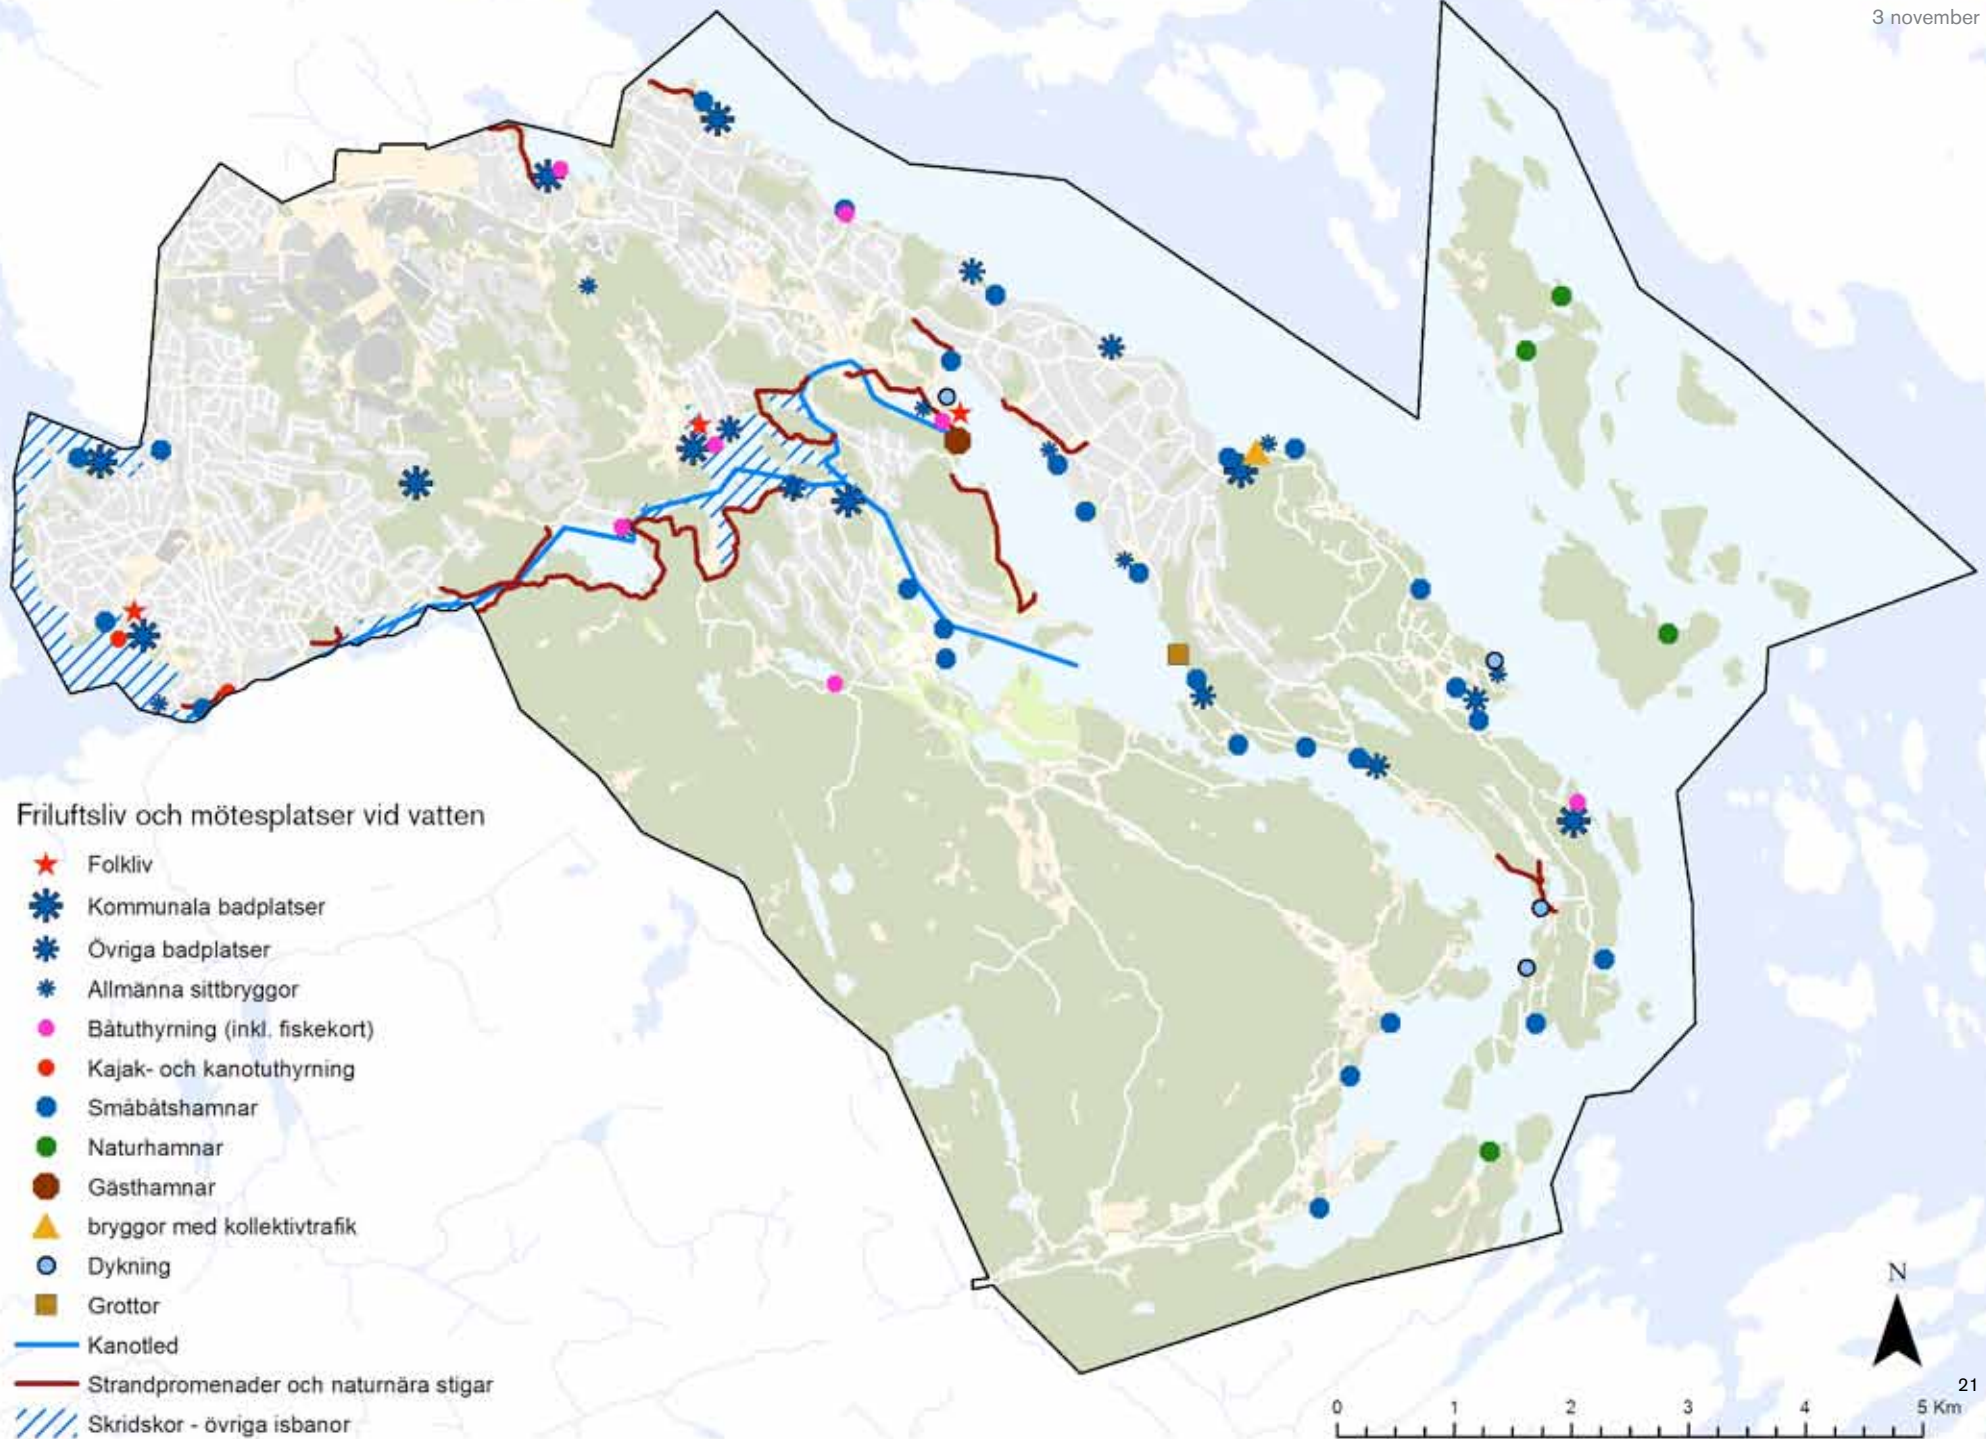 3 november
Friluftsliv och mötesplatser vid vatten
Folkliv
Kommunala badplatser
Övriga badplatser
Allmänna sittbryggor
Båtuthyrning (inkl. fiskekort)
Kajak- och kanotuthyrning
Småbåtshamnar
Naturhamnar
Gästhamnar
bryggor med kollektivtrafik
Dykning
Grottor
Kanotled
Strandpromenader och naturnära stigar
Skridskor - övriga isbanor
N
21
0 1 2 3 4 5 Km